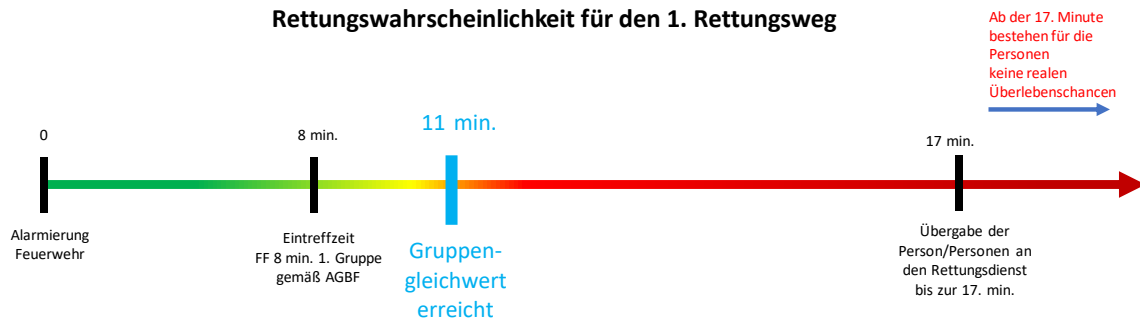 Rettungswahrscheinlichkeit für den 1. Rettungsweg
Ab der 17. Minute
bestehen für die
Personen
keine realen
Überlebenschancen
0
8 min.
11 min.
17 min.
Alarmierung
Feuerwehr
Eintreffzeit
FF 8 min. 1. Gruppe
gemäß AGBF
Gruppen-
gleichwert
erreicht
Übergabe der
Person/Personen an
den Rettungsdienst
bis zur 17. min.